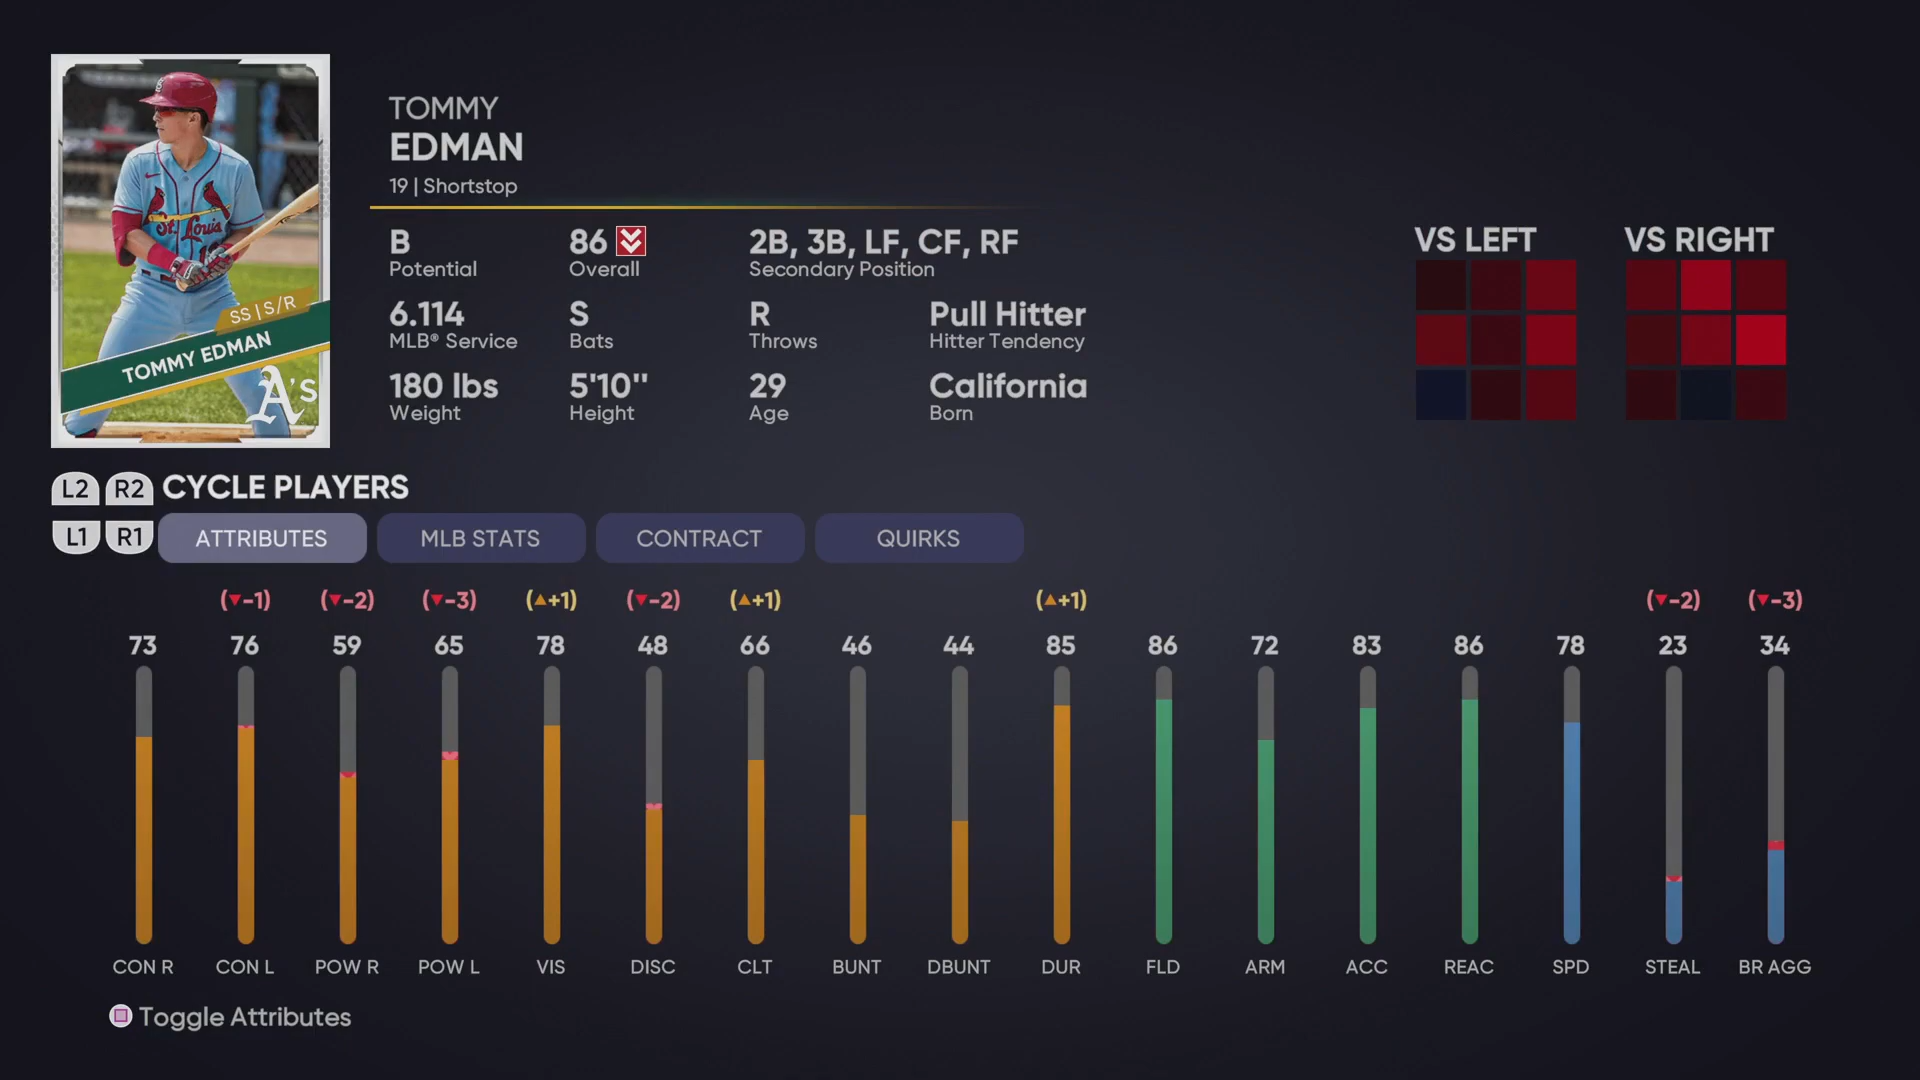 TOMMY
EDMAN
19 | Shortstop
B
Potential
86
Overall
2B, 3B, LF, CF, RF
Secondary Position
6.114
MLB® Service
S
Bats
R
Throws
Pull Hitter
Hitter Tendency
180 lbs
Weight
5'10''
Height
29
Age
California
Born
VS LEFT
VS RIGHT
St. Louis
SS | S/R
TOMMY EDMAN
A's
L2 R2 CYCLE PLAYERS
L1 R1 ATTRIBUTES MLB STATS CONTRACT QUIRKS
(▼-1) (▼-2) (▼-3) (▲+1) (▼-2) (▲+1) (▲+1) (▼-2) (▼-3)
73 76 59 65 78 48 66 46 44 85 86 72 83 86 78 23 34
CON R CON L POW R POW L VIS DISC CLT BUNT DBUNT DUR FLD ARM ACC REAC SPD STEAL BR AGG
Toggle Attributes